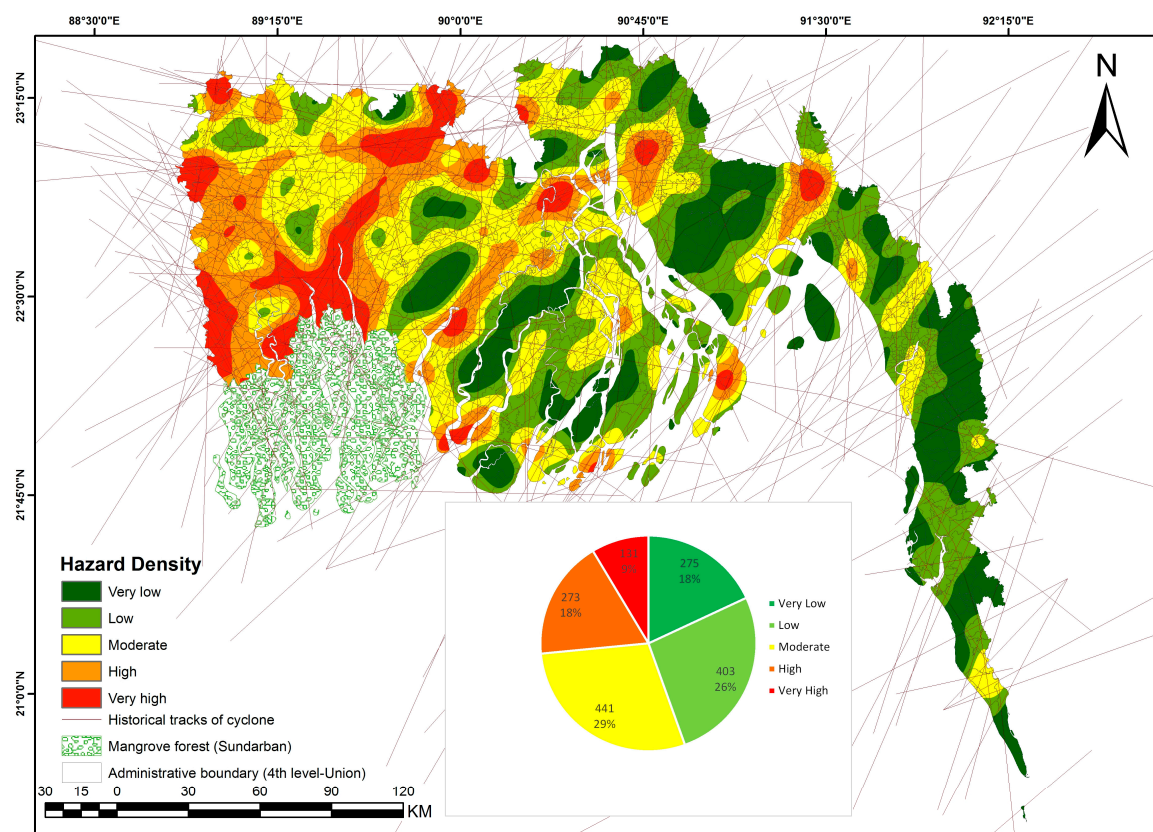 88°30'0"E 89°15'0"E 90°0'0"E 90°45'0"E 91°30'0"E 92°15'0"E
N
23°15'0"N
22°30'0"N
21°45'0"N
21°0'0"N
Hazard Density
Very low
Low
Moderate
High
Very high
Historical tracks of cyclone
Mangrove forest (Sundarban)
Administrative boundary (4th level-Union)
30 15 0 30 60 90 120
KM
275
18%
403
26%
441
29%
273
18%
9%
Very Low
Low
Moderate
High
Very High